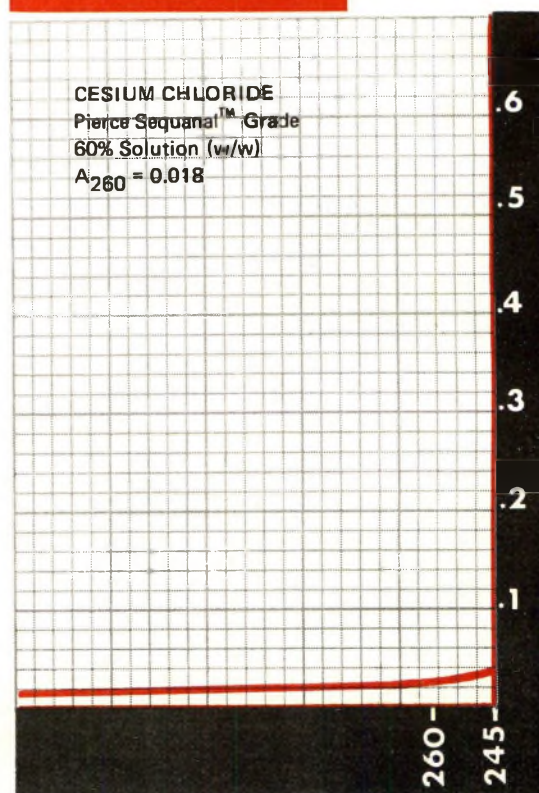 CESIUM CHLORIDE
Pierce Sequanal™ Grade
60% Solution (w/w)
A260 = 0.018
.6
.5
.4
.3
.2
.1
260-
245-